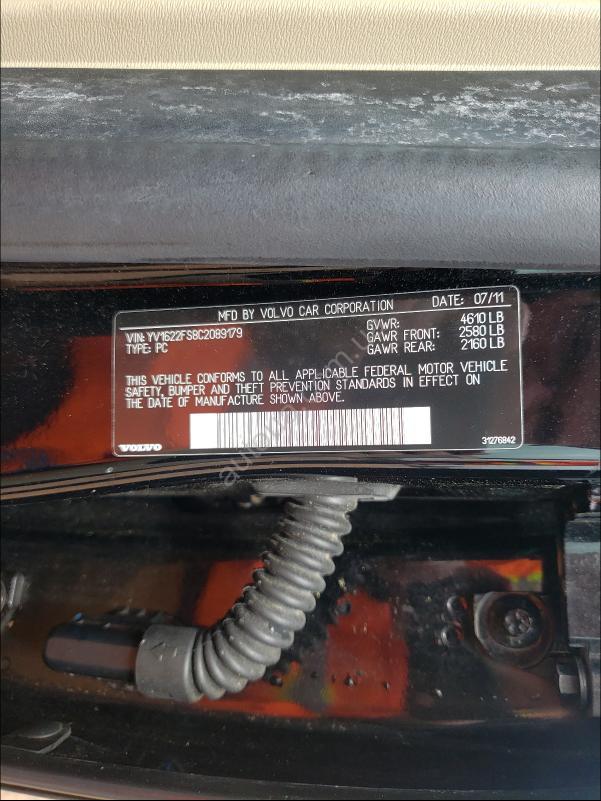 MFD BY VOLVO CAR CORPORATION DATE: 07/11
VIN: YV1622FS8C2089179 GVWR: 4610 LB
TYPE: PC GAWR FRONT: 2580 LB
GAWR REAR: 2160 LB
THIS VEHICLE CONFORMS TO ALL APPLICABLE FEDERAL MOTOR VEHICLE
SAFETY, BUMPER AND THEFT PREVENTION STANDARDS IN EFFECT ON
THE DATE OF MANUFACTURE SHOWN ABOVE.
VOLVO 31276842